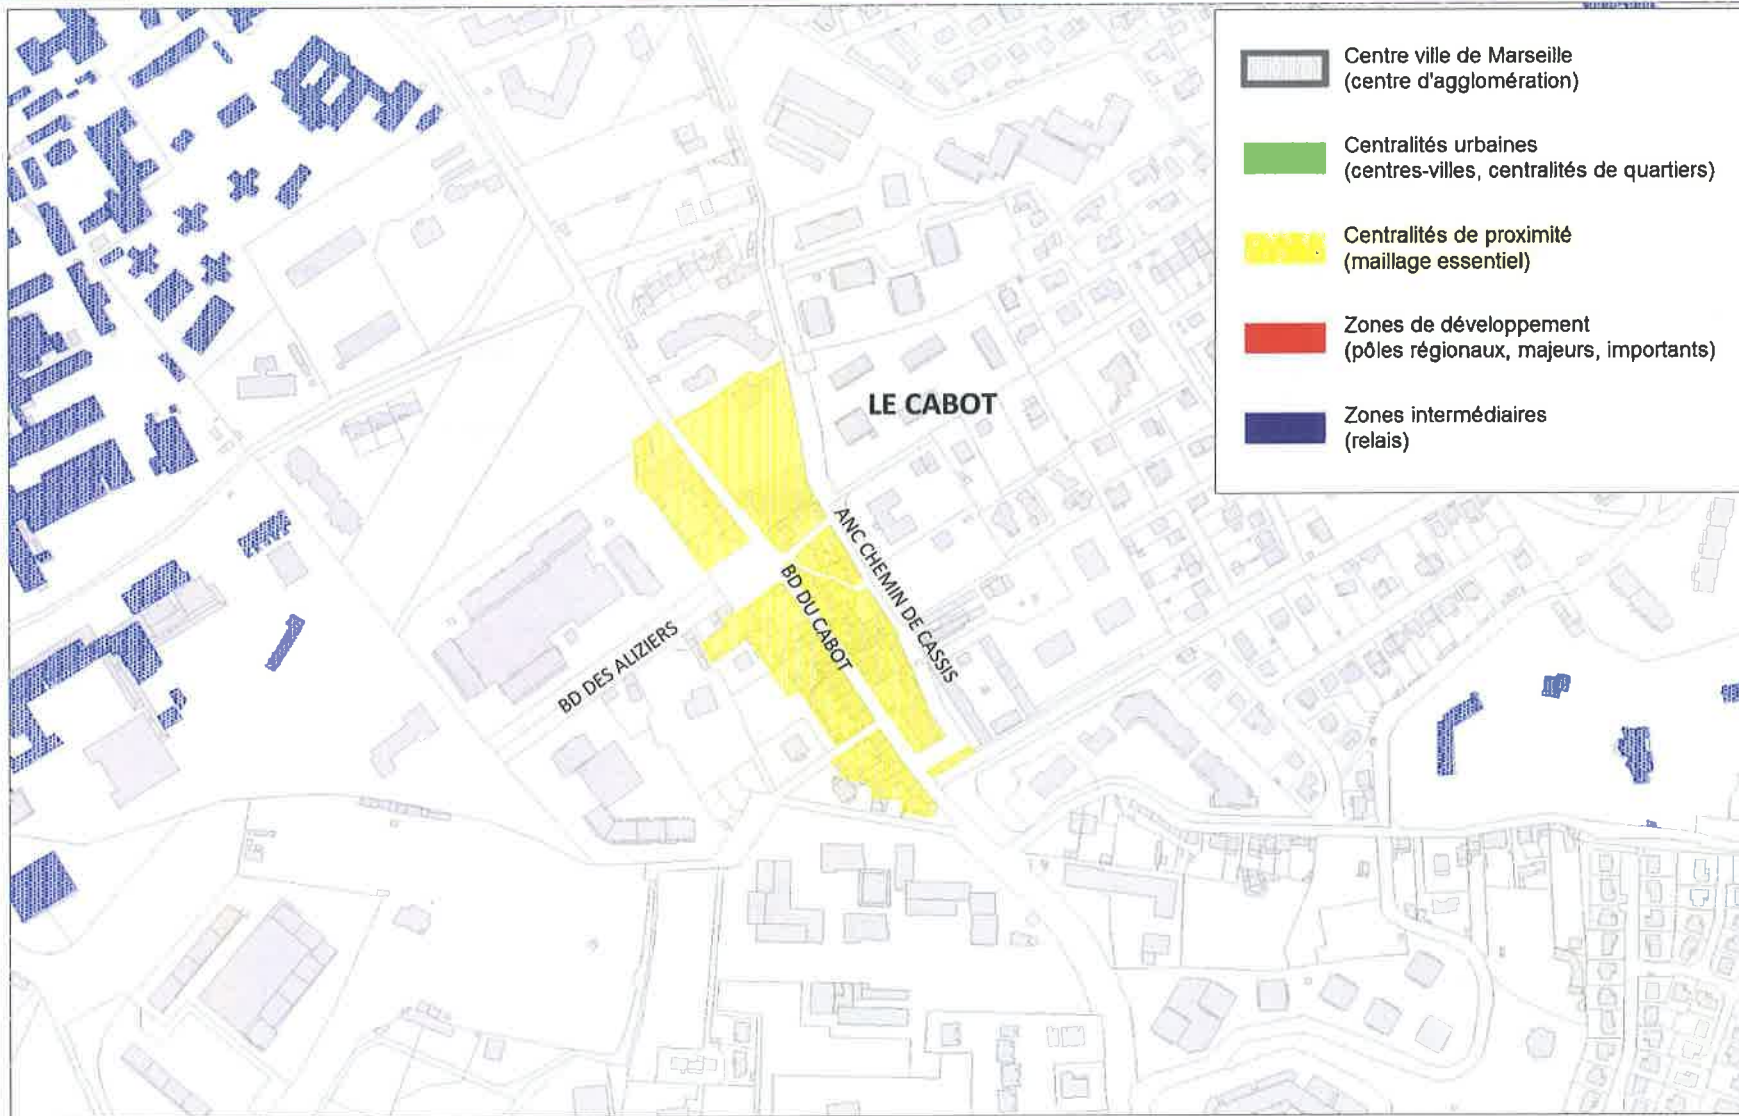 Centre ville de Marseille
(centre d'agglomération)
Centralités urbaines
(centres-villes, centralités de quartiers)
Centralités de proximité
(maillage essentiel)
Zones de développement
(pôles régionaux, majeurs, importants)
Zones intermédiaires
(relais)
LE CABOT
ANC CHEMIN DE CASSIS
BD DU CABOT
BD DES ALIZIERS